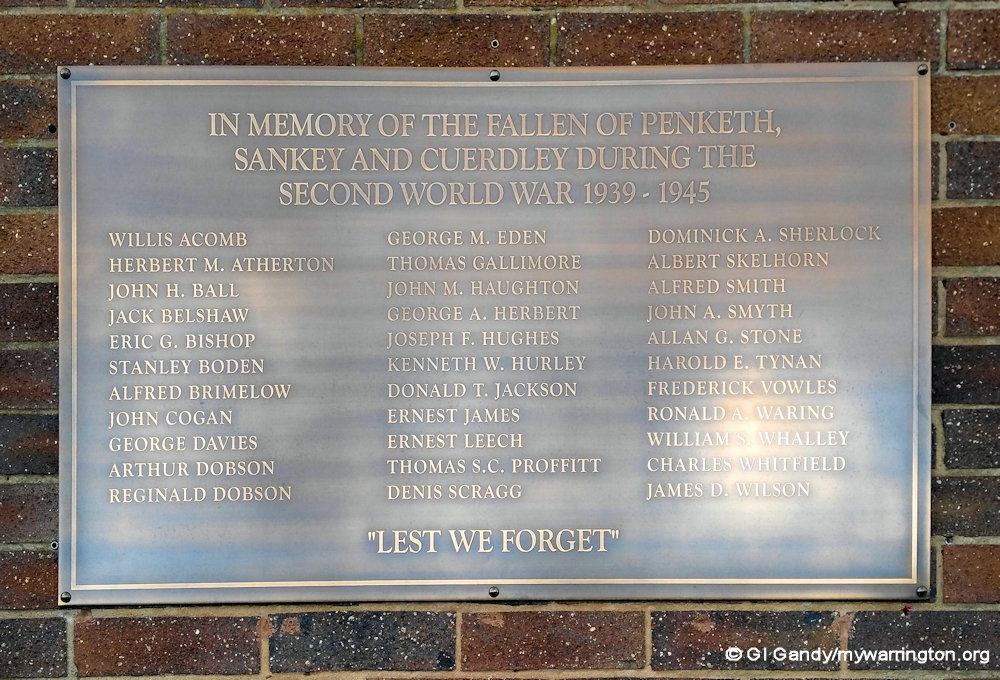 IN MEMORY OF THE FALLEN OF PENKETH,
SANKEY AND CUERDLEY DURING THE
SECOND WORLD WAR 1939 - 1945
WILLIS ACOMB
HERBERT M. ATHERTON
JOHN H. BALL
JACK BELSHAW
ERIC G. BISHOP
STANLEY BODEN
ALFRED BRIMELOW
JOHN COGAN
GEORGE DAVIES
ARTHUR DOBSON
REGINALD DOBSON
GEORGE M. EDEN
THOMAS GALLIMORE
JOHN M. HAUGHTON
GEORGE A. HERBERT
JOSEPH F. HUGHES
KENNETH W. HURLEY
DONALD T. JACKSON
ERNEST JAMES
ERNEST LEECH
THOMAS S.C. PROFFITT
DENIS SCRAGG
DOMINICK A. SHERLOCK
ALBERT SKELHORN
ALFRED SMITH
JOHN A. SMYTH
ALLAN G. STONE
HAROLD E. TYNAN
FREDERICK VOWLES
RONALD A. WARING
WILLIAM S. WHALLEY
CHARLES WHITFIELD
JAMES D. WILSON
"LEST WE FORGET"
© GI Gandy/mywarrington.org